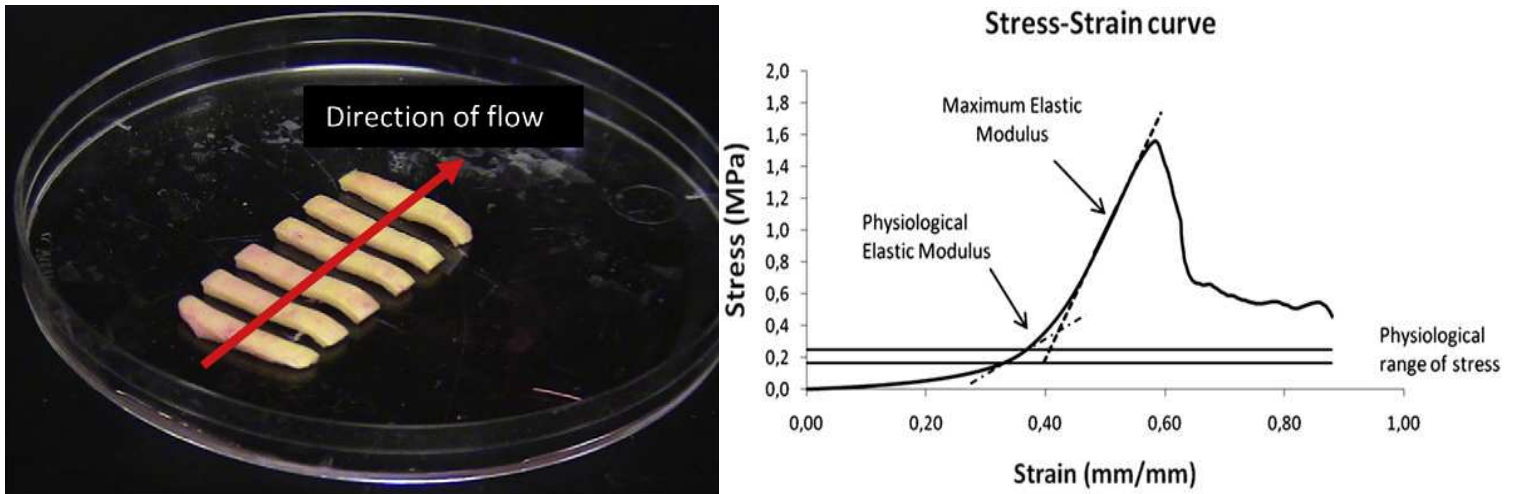 Direction of flow
Stress-Strain curve
Stress (MPa)
2,0
1,8
1,6
1,4
1,2
1,0
0,8
0,6
0,4
0,2
0,0
Maximum Elastic
Modulus
Physiological
Elastic Modulus
Physiological
range of stress
0,00 0,20 0,40 0,60 0,80 1,00
Strain (mm/mm)